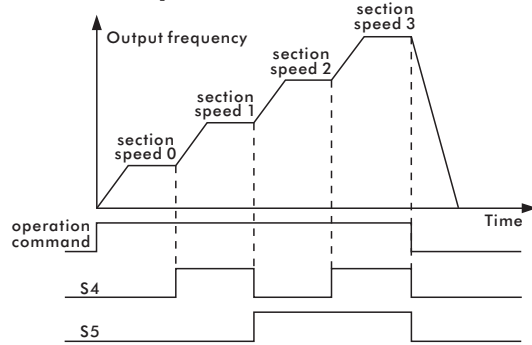 section
speed 3
Output frequency
section
speed 2
section
speed 1
section
speed 0
Time
operation
command
S4
S5